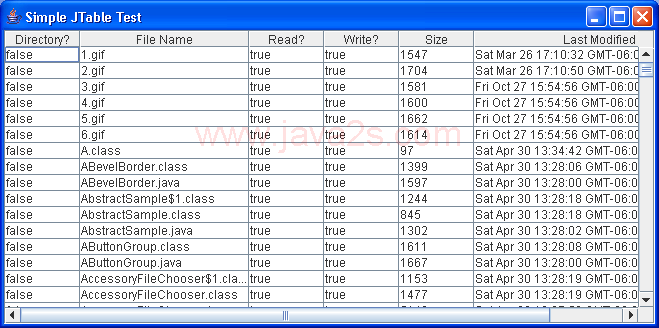 Simple JTable Test
Directory? File Name Read? Write? Size Last Modified
false 1.gif true true 1547 Sat Mar 26 17:10:32 GMT-06:0
false 2.gif true true 1704 Sat Mar 26 17:10:50 GMT-06:0
false 3.gif true true 1581 Fri Oct 27 15:54:56 GMT-06:00
false 4.gif true true 1600 Fri Oct 27 15:54:56 GMT-06:00
false 5.gif true true 1662 Fri Oct 27 15:54:56 GMT-06:00
false 6.gif true true 1614 Fri Oct 27 15:54:56 GMT-06:00
www.java2s.com
false A.class true true 97 Sat Apr 30 13:34:42 GMT-06:0
false ABevelBorder.class true true 1399 Sat Apr 30 13:28:06 GMT-06:0
false ABevelBorder.java true true 1597 Sat Apr 30 13:28:00 GMT-06:0
false AbstractSample$1.class true true 1244 Sat Apr 30 13:28:18 GMT-06:0
false AbstractSample.class true true 845 Sat Apr 30 13:28:18 GMT-06:0
false AbstractSample.java true true 1302 Sat Apr 30 13:28:02 GMT-06:0
false AButtonGroup.class true true 1611 Sat Apr 30 13:28:08 GMT-06:0
false AButtonGroup.java true true 1667 Sat Apr 30 13:28:00 GMT-06:0
false AccessoryFileChooser$1.cla... true true 1153 Sat Apr 30 13:28:19 GMT-06:0
false AccessoryFileChooser.class true true 1477 Sat Apr 30 13:28:19 GMT-06:0